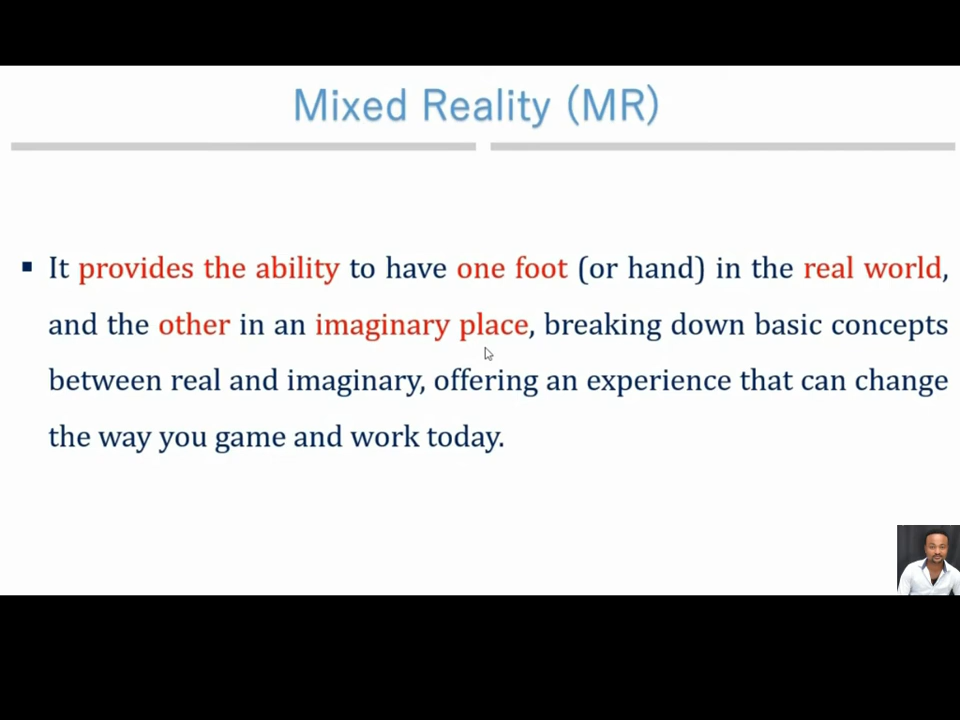 Mixed Reality (MR)
▪ It provides the ability to have one foot (or hand) in the real world,
and the other in an imaginary place, breaking down basic concepts
between real and imaginary, offering an experience that can change
the way you game and work today.